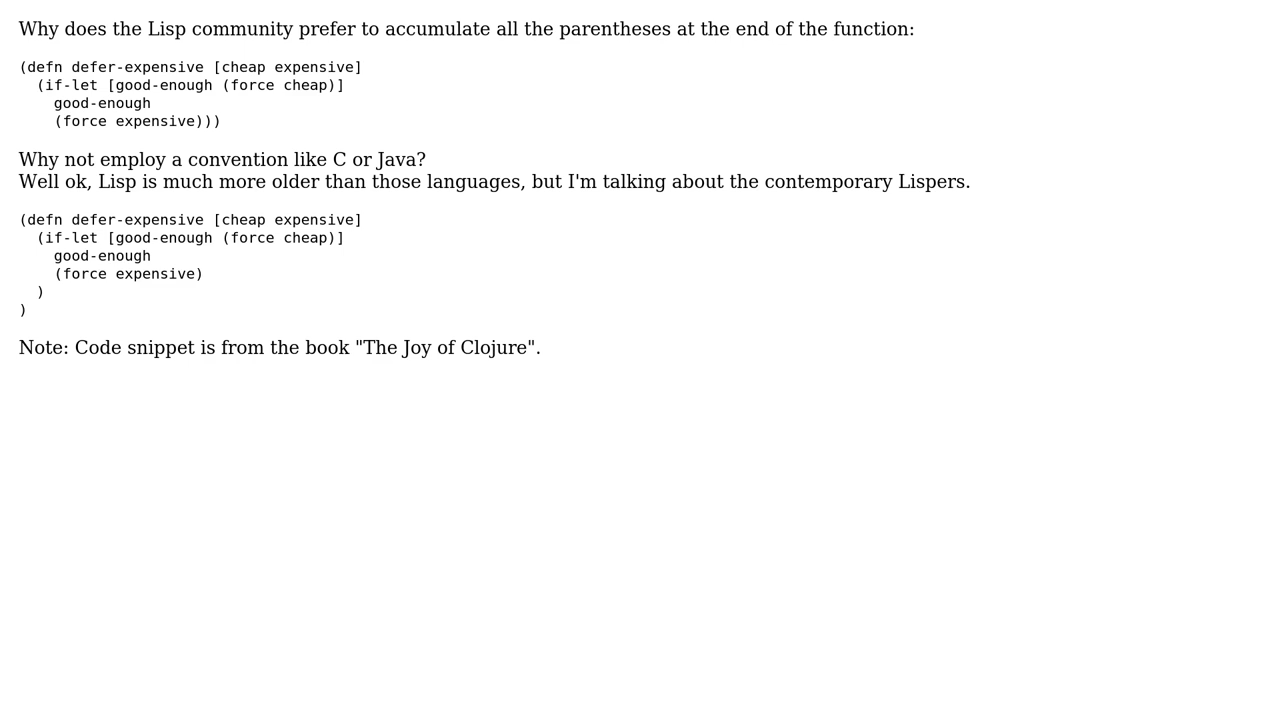 Why does the Lisp community prefer to accumulate all the parentheses at the end of the function:
(defn defer-expensive [cheap expensive]
  (if-let [good-enough (force cheap)]
    good-enough
    (force expensive)))
Why not employ a convention like C or Java?
Well ok, Lisp is much more older than those languages, but I'm talking about the contemporary Lispers.
(defn defer-expensive [cheap expensive]
  (if-let [good-enough (force cheap)]
    good-enough
    (force expensive)
  )
)
Note: Code snippet is from the book "The Joy of Clojure".